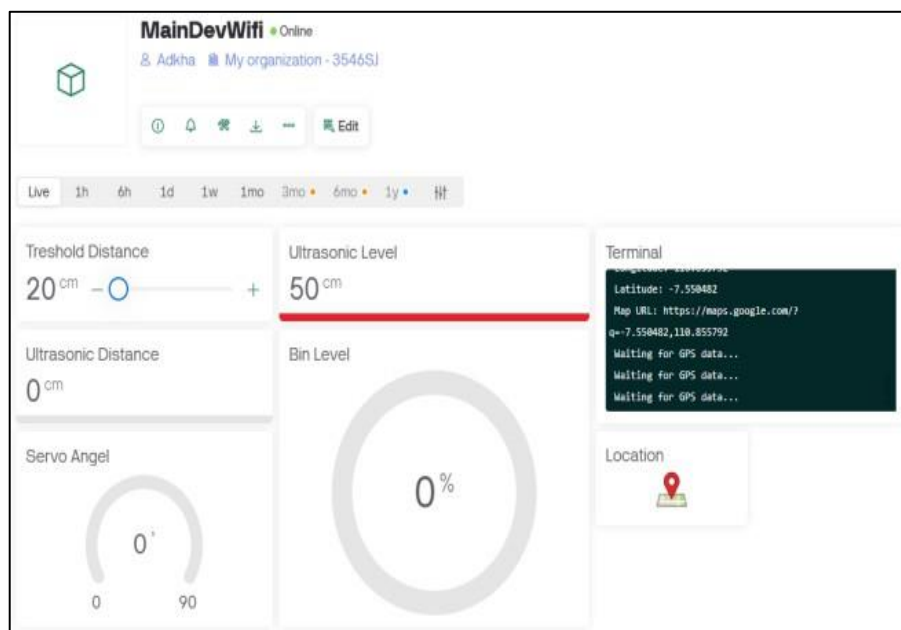 MainDevWifi Online
Adkha My organization - 3546SJ
Edit
Live 1h 6h 1d 1w 1mo 3mo 6mo 1y
Treshold Distance
20 cm - +
Ultrasonic Distance
0 cm
Servo Angel
0 °
0 90
Ultrasonic Level
50 cm
Bin Level
0 %
Terminal
Latitude: -7.550482
Map URL: https://maps.google.com/?
q=-7.550482,110.855792
Waiting for GPS data...
Waiting for GPS data...
Waiting for GPS data...
Location